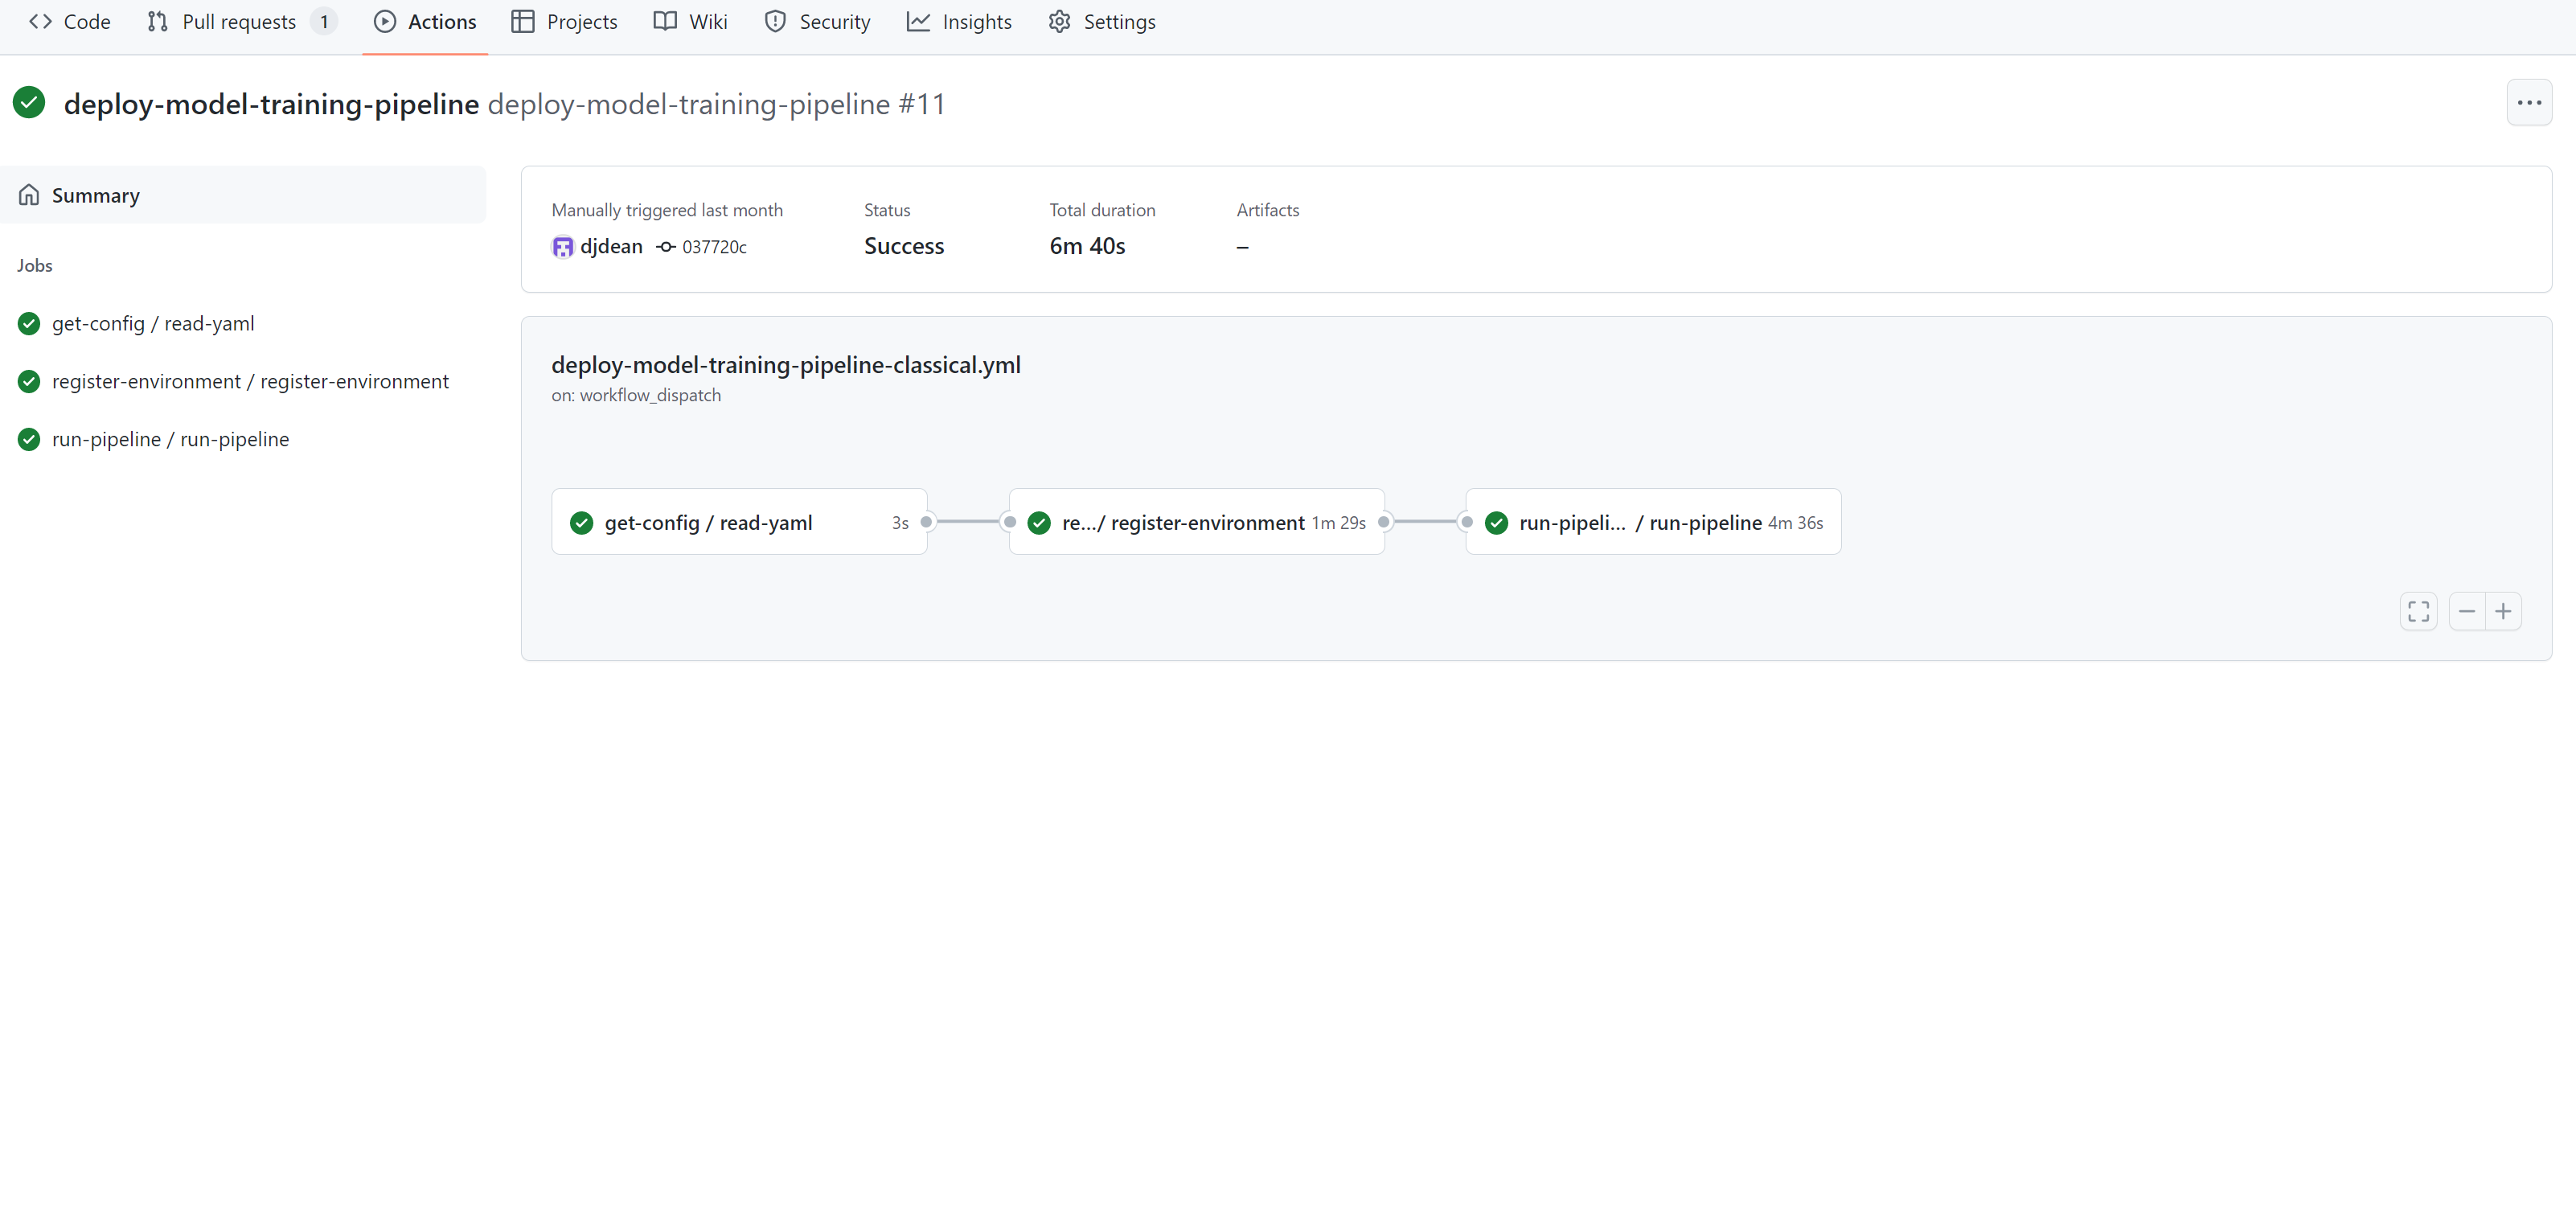 Code Pull requests 1 Actions Projects Wiki Security Insights Settings
deploy-model-training-pipeline deploy-model-training-pipeline #11
Summary
Jobs
get-config / read-yaml
register-environment / register-environment
run-pipeline / run-pipeline
Manually triggered last month Status Total duration Artifacts
djdean 037720c Success 6m 40s –
deploy-model-training-pipeline-classical.yml
on: workflow_dispatch
get-config / read-yaml 3s re.../ register-environment 1m 29s run-pipeli... / run-pipeline 4m 36s